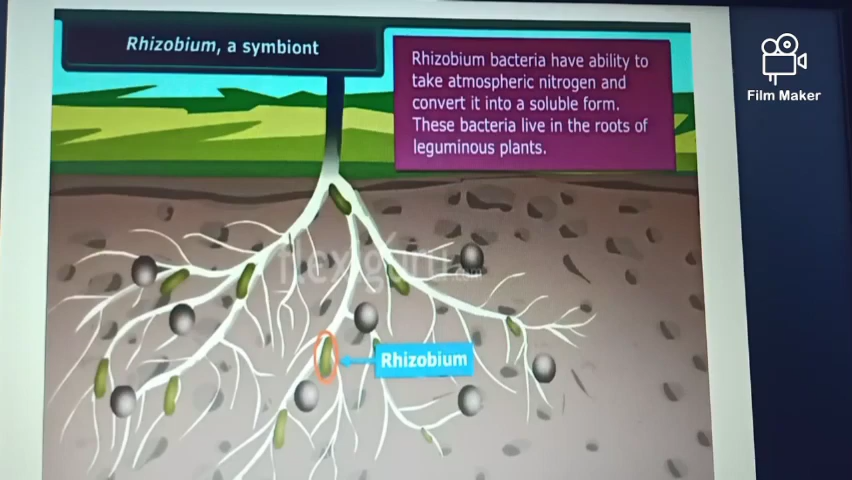 Rhizobium, a symbiont
Rhizobium bacteria have ability to
take atmospheric nitrogen and
convert it into a soluble form.
These bacteria live in the roots of
leguminous plants.
Film Maker
Rhizobium